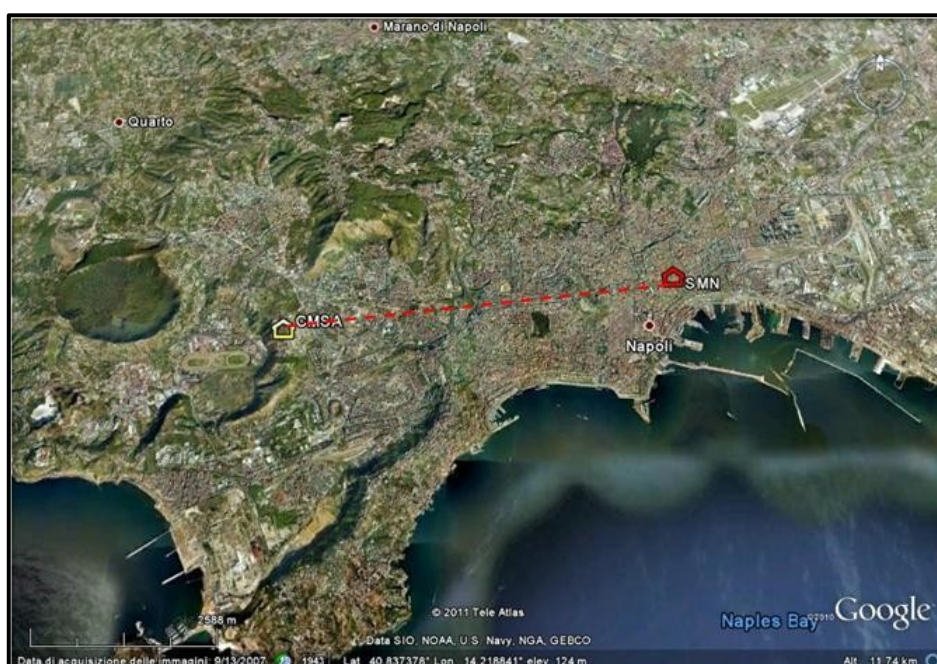 Marano di Napoli
N
Quarto
SMN
CMSA
Napoli
© 2011 Tele Atlas
2588 m
Naples Bay
©2010 Google
Data SIO, NOAA, U.S. Navy, NGA, GEBCO
Data di acquisizione delle immagini: 9/13/2007 1943 Lat 40.837378° Lon 14.218841° elev 124 m Alt 11.74 km